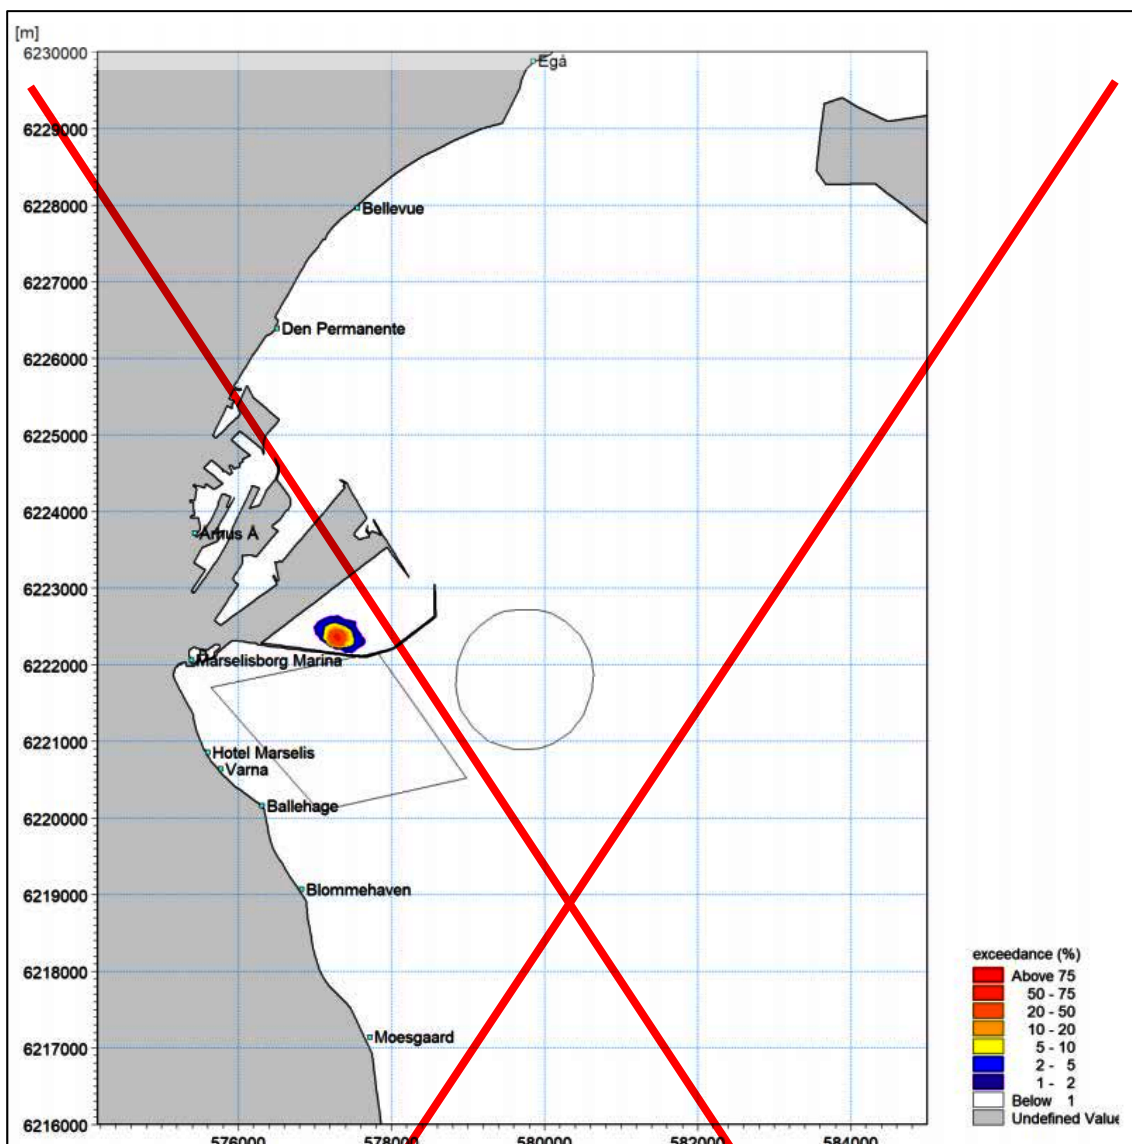 [m]
6230000
Egå
6229000
6228000
Bellevue
6227000
Den Permanente
6226000
6225000
6224000
Århus Å
6223000
6222000
Marselisborg Marina
6221000
Hotel Marselis
Varna
6220000
Ballehage
6219000
Blommehaven
6218000
6217000
Moesgaard
6216000
576000 578000 580000 582000 584000
exceedance (%)
Above 75
50 - 75
20 - 50
10 - 20
5 - 10
2 - 5
1 - 2
Below 1
Undefined Value